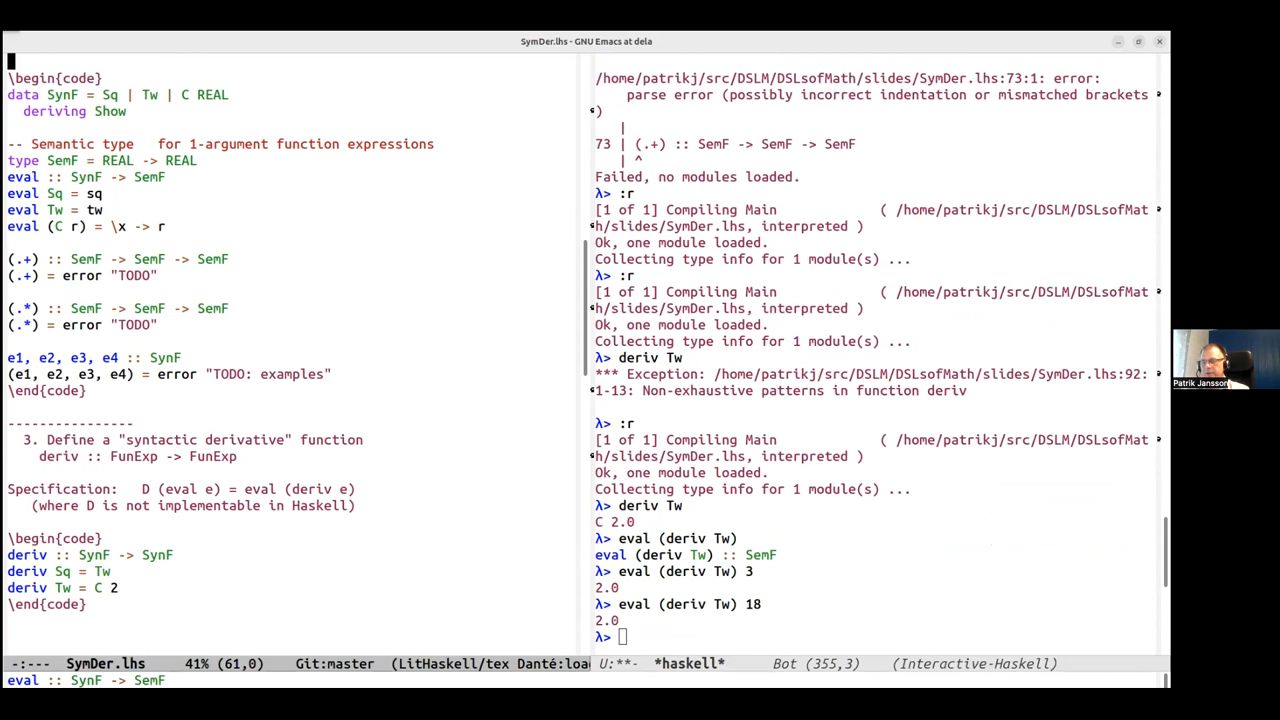 SymDer.lhs - GNU Emacs at dela
\begin{code}
data SynF = Sq | Tw | C REAL
  deriving Show
-- Semantic type   for 1-argument function expressions
type SemF = REAL -> REAL
eval :: SynF -> SemF
eval Sq = sq
eval Tw = tw
eval (C r) = \x -> r
(.+) :: SemF -> SemF -> SemF
(.+) = error "TODO"
(.*) :: SemF -> SemF -> SemF
(.*) = error "TODO"
e1, e2, e3, e4 :: SynF
(e1, e2, e3, e4) = error "TODO: examples"
\end{code}
----------------
  3. Define a "syntactic derivative" function
    deriv :: FunExp -> FunExp
Specification:   D (eval e) = eval (deriv e)
   (where D is not implementable in Haskell)
\begin{code}
deriv :: SynF -> SynF
deriv Sq = Tw
deriv Tw = C 2
\end{code}
-:---  SymDer.lhs     41% (61,0)     Git:master  (LitHaskell/tex Danté:loa
eval :: SynF -> SemF
/home/patrikj/src/DSLM/DSLsofMath/slides/SymDer.lhs:73:1: error:
    parse error (possibly incorrect indentation or mismatched brackets
)
   |
73 | (.+) :: SemF -> SemF -> SemF
   | ^
Failed, no modules loaded.
λ> :r
[1 of 1] Compiling Main             ( /home/patrikj/src/DSLM/DSLsofMat
h/slides/SymDer.lhs, interpreted )
Ok, one module loaded.
Collecting type info for 1 module(s) ...
λ> :r
[1 of 1] Compiling Main             ( /home/patrikj/src/DSLM/DSLsofMat
h/slides/SymDer.lhs, interpreted )
Ok, one module loaded.
Collecting type info for 1 module(s) ...
λ> deriv Tw
*** Exception: /home/patrikj/src/DSLM/DSLsofMath/slides/SymDer.lhs:92:
1-13: Non-exhaustive patterns in function deriv
λ> :r
[1 of 1] Compiling Main             ( /home/patrikj/src/DSLM/DSLsofMat
h/slides/SymDer.lhs, interpreted )
Ok, one module loaded.
Collecting type info for 1 module(s) ...
λ> deriv Tw
C 2.0
λ> eval (deriv Tw)
eval (deriv Tw) :: SemF
λ> eval (deriv Tw) 3
2.0
λ> eval (deriv Tw) 18
2.0
λ>
U:**-  *haskell*      Bot (355,3)    (Interactive-Haskell)
Patrik Jansson